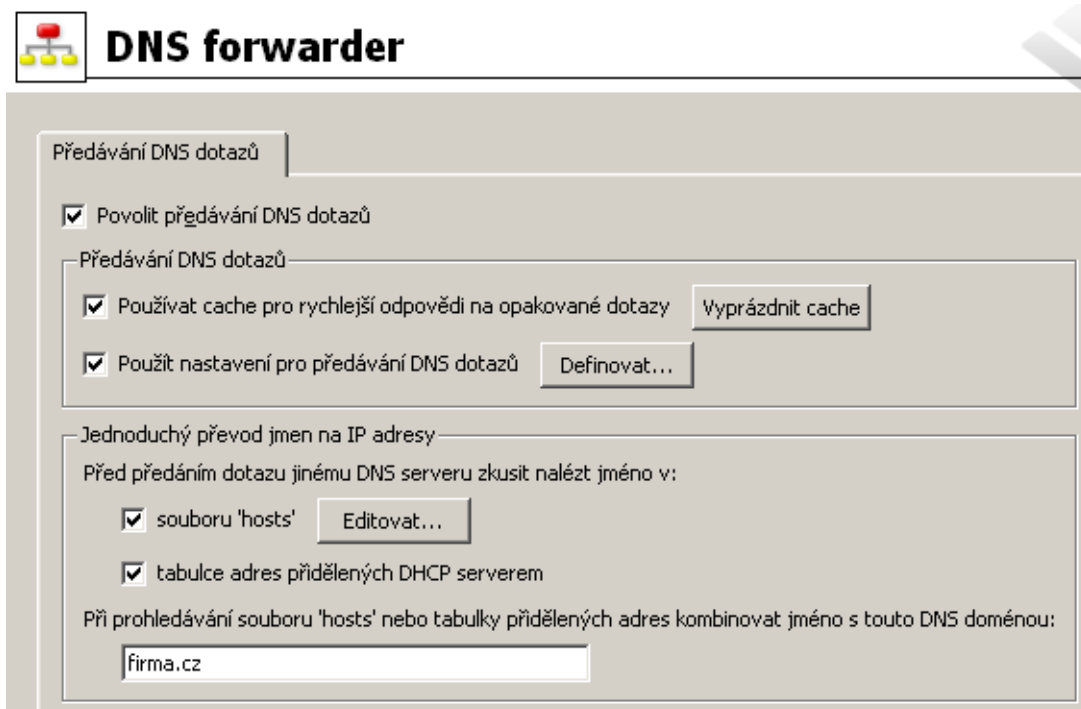 DNS forwarder
Předávání DNS dotazů
Povolit předávání DNS dotazů
Předávání DNS dotazů
Používat cache pro rychlejší odpovědi na opakované dotazy Vyprázdnit cache
Použít nastavení pro předávání DNS dotazů Definovat...
Jednoduchý převod jmen na IP adresy
Před předáním dotazu jinému DNS serveru zkusit nalézt jméno v:
souboru 'hosts' Editovat...
tabulce adres přidělených DHCP serverem
Při prohledávání souboru 'hosts' nebo tabulky přidělených adres kombinovat jméno s touto DNS doménou:
firma.cz